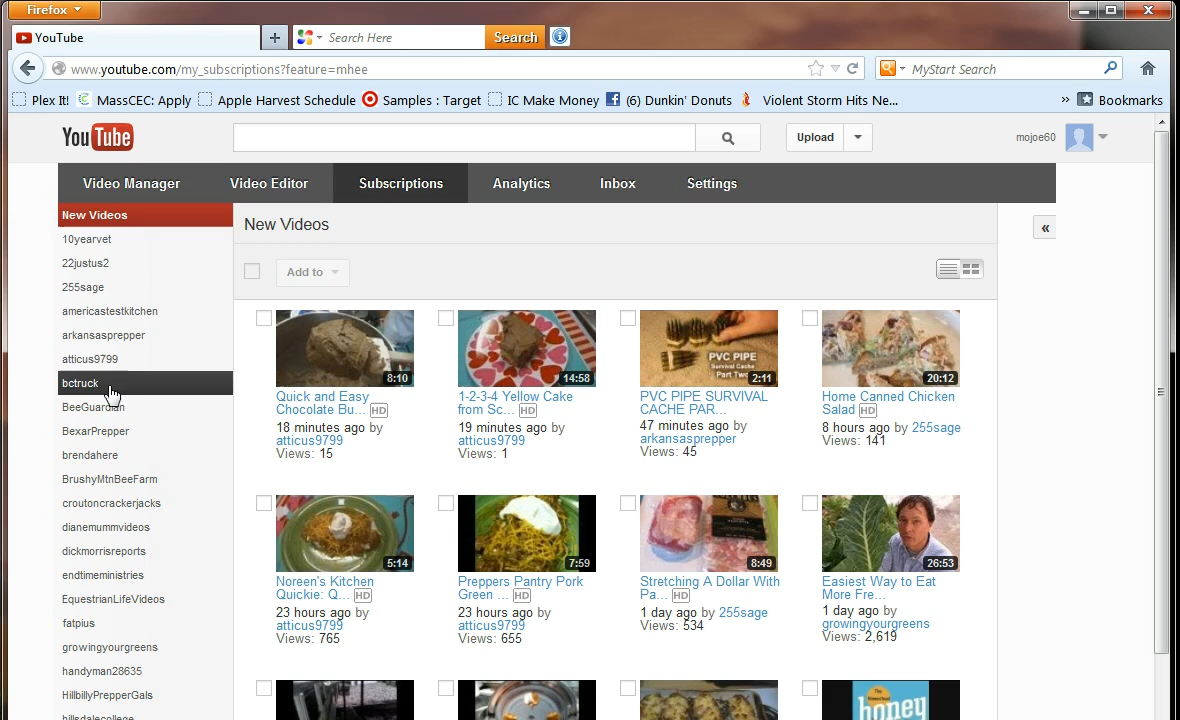 Firefox
YouTube
Search Here
Search
www.youtube.com/my_subscriptions?feature=mhee
MyStart Search
Plex It!
MassCEC: Apply
Apple Harvest Schedule
Samples : Target
IC Make Money
(6) Dunkin' Donuts
Violent Storm Hits Ne...
»
Bookmarks
YouTube
Upload
mojoe60
Video Manager
Video Editor
Subscriptions
Analytics
Inbox
Settings
New Videos
10yearvet
22justus2
255sage
americastestkitchen
arkansasprepper
atticus9799
bctruck
BeeGuardian
BexarPrepper
brendahere
BrushyMtnBeeFarm
croutoncrackerjacks
dianemummvideos
dickmorrisreports
endtimeministries
EquestrianLifeVideos
fatpius
growingyourgreens
handyman28635
HillbillyPrepperGals
hillsdalecollege
New Videos
«
Add to
8:10
Quick and Easy
Chocolate Bu... HD
18 minutes ago by
atticus9799
Views: 15
14:58
1-2-3-4 Yellow Cake
from Sc... HD
19 minutes ago by
atticus9799
Views: 1
PVC PIPE
Survival Cache
Part Two
2:11
PVC PIPE SURVIVAL
CACHE PAR...
47 minutes ago by
arkansasprepper
Views: 45
20:12
Home Canned Chicken
Salad HD
8 hours ago by 255sage
Views: 141
5:14
Noreen's Kitchen
Quickie: Q... HD
23 hours ago by
atticus9799
Views: 765
7:59
Preppers Pantry Pork
Green ... HD
23 hours ago by
atticus9799
Views: 655
8:49
Stretching A Dollar With
Pa... HD
1 day ago by 255sage
Views: 534
26:53
Easiest Way to Eat
More Fre...
1 day ago by
growingyourgreens
Views: 2,619
honey